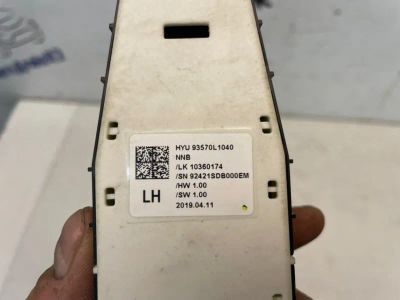 HYU 93570L1040
NNB
/LK 10360174
/SN 92421SDB000EM
/HW 1.00
LH
/SW 1.00
2019.04.11